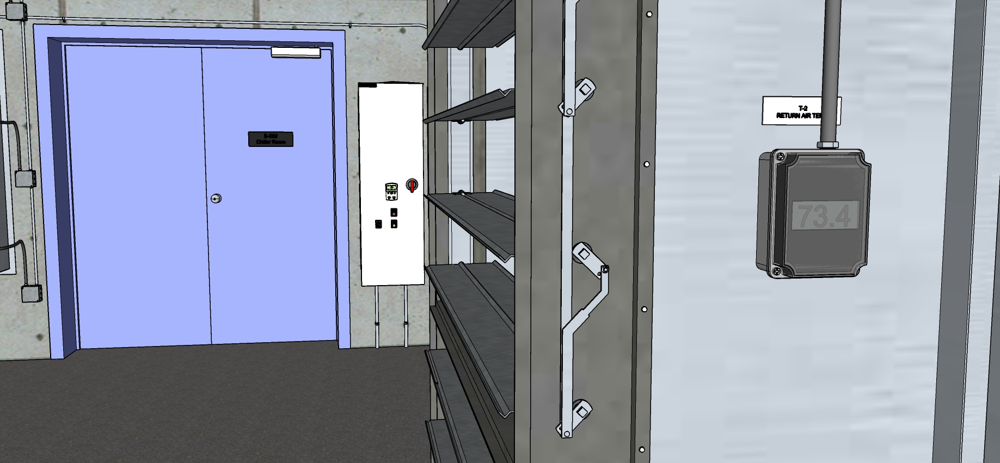 Chiller Room
T-2
RETURN AIR TE
73.4